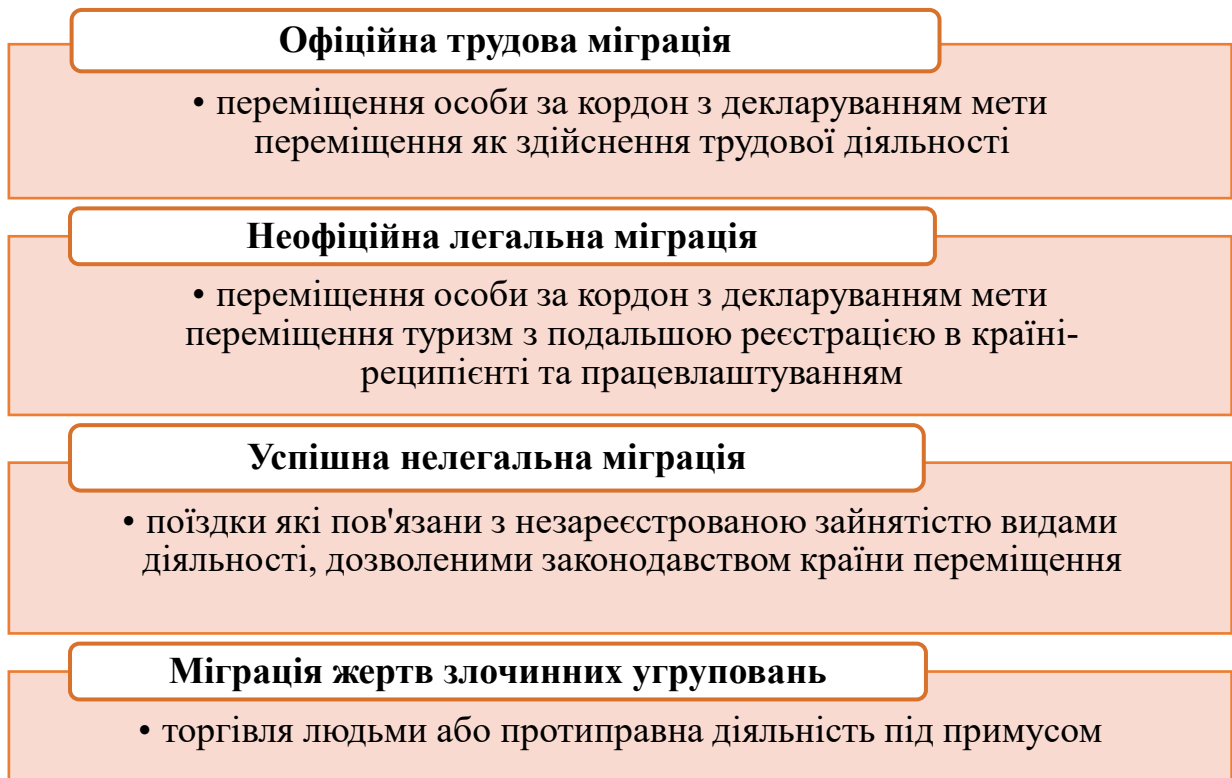 Офіційна трудова міграція
• переміщення особи за кордон з декларуванням мети
переміщення як здійснення трудової діяльності
Неофіційна легальна міграція
• переміщення особи за кордон з декларуванням мети
переміщення туризм з подальшою реєстрацією в країні-
реципієнті та працевлаштуванням
Успішна нелегальна міграція
• поїздки які пов'язани з незареєстрованою зайнятістю видами
діяльності, дозволеними законодавством країни переміщення
Міграція жертв злочинних угруповань
• торгівля людьми або протиправна діяльність під примусом